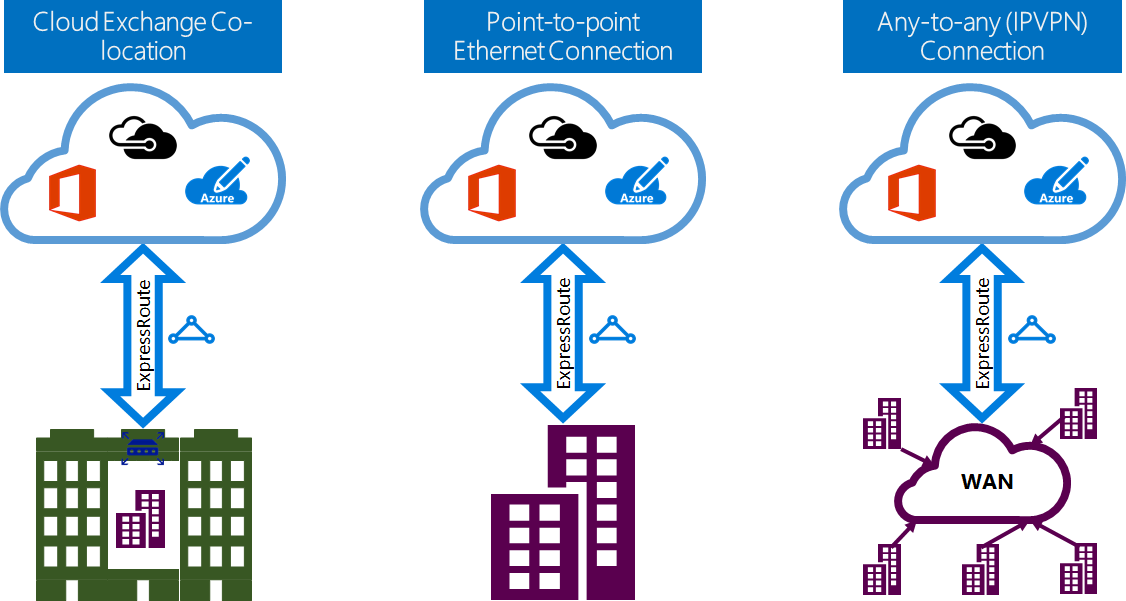 Cloud Exchange Co-
location
Point-to-point
Ethernet Connection
Any-to-any (IPVPN)
Connection
Azure
Azure
Azure
ExpressRoute
ExpressRoute
ExpressRoute
WAN